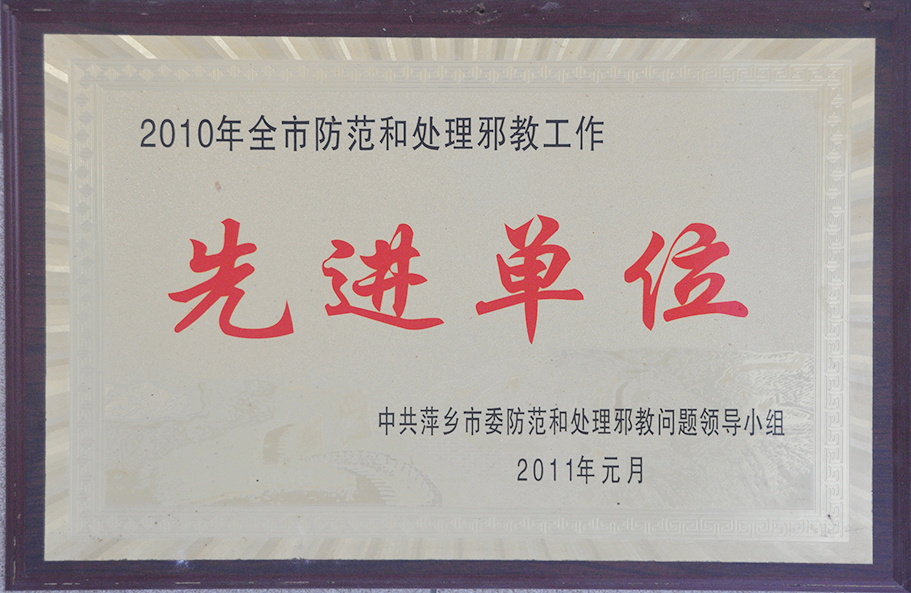 2010年全市防范和处理邪教工作
先进单位
中共萍乡市委防范和处理邪教问题领导小组
2011年元月